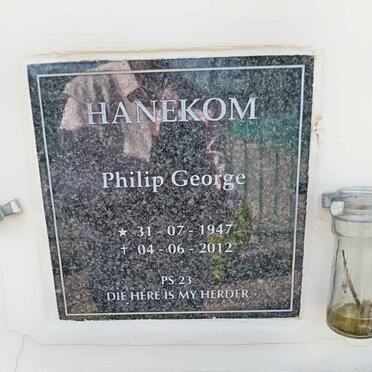 HANEKOM
Philip George
★ 31 - 07 - 1947
† 04 - 06 - 2012
PS 23
DIE HERE IS MY HERDER